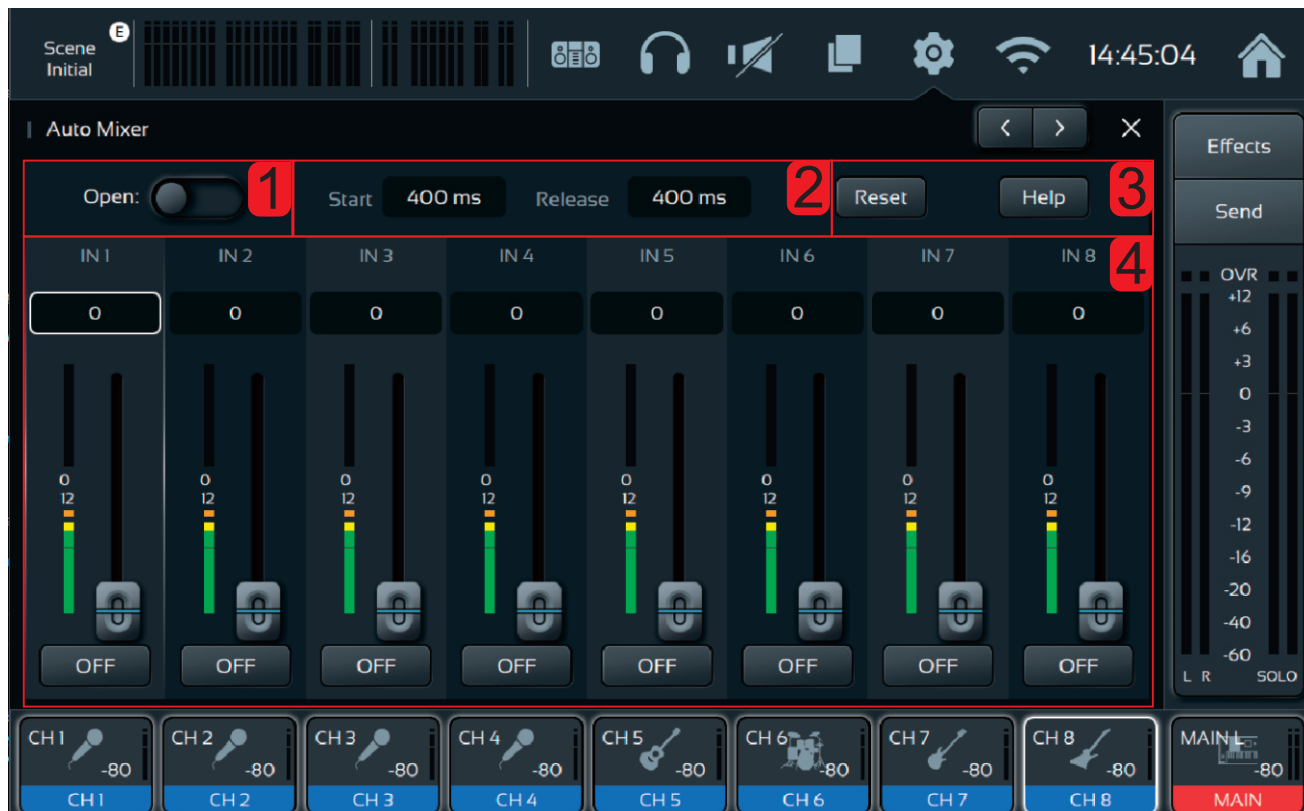 Scene E
Initial
14:45:04
Auto Mixer
Open: 1 Start 400 ms Release 400 ms 2 Reset Help 3
4
IN 1 IN 2 IN 3 IN 4 IN 5 IN 6 IN 7 IN 8
0 0 0 0 0 0 0 0
0 0 0 0 0 0 0 0
12 12 12 12 12 12 12 12
OFF OFF OFF OFF OFF OFF OFF OFF
Effects
Send
OVR
+12
+6
+3
0
-3
-6
-9
-12
-16
-20
-40
-60
L R SOLO
CH 1 CH 2 CH 3 CH 4 CH 5 CH 6 CH 7 CH 8 MAIN L
-80 -80 -80 -80 -80 -80 -80 -80 -80
CH 1 CH 2 CH 3 CH 4 CH 5 CH 6 CH 7 CH 8 MAIN